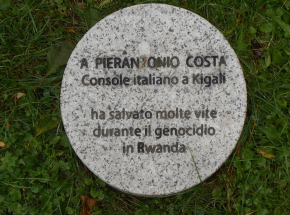 A PIERANTONIO COSTA
Console italiano a Kigali
ha salvato molte vite
durante il genocidio
in Rwanda